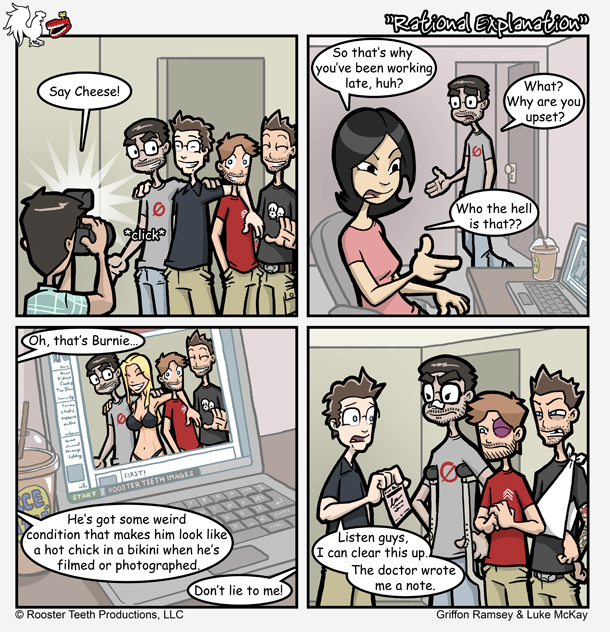 "Rational Explanation"
Say Cheese!
*click*
So that's why
you've been working
late, huh?
What?
Why are you
upset?
Who the hell
is that??
Oh, that's Burnie...
FIRST!
START
ROOSTER TEETH IMAGES
He's got some weird
condition that makes him look like
a hot chick in a bikini when he's
filmed or photographed.
Don't lie to me!
Listen guys,
I can clear this up..
The doctor wrote
me a note.
© Rooster Teeth Productions, LLC
Griffon Ramsey & Luke McKay